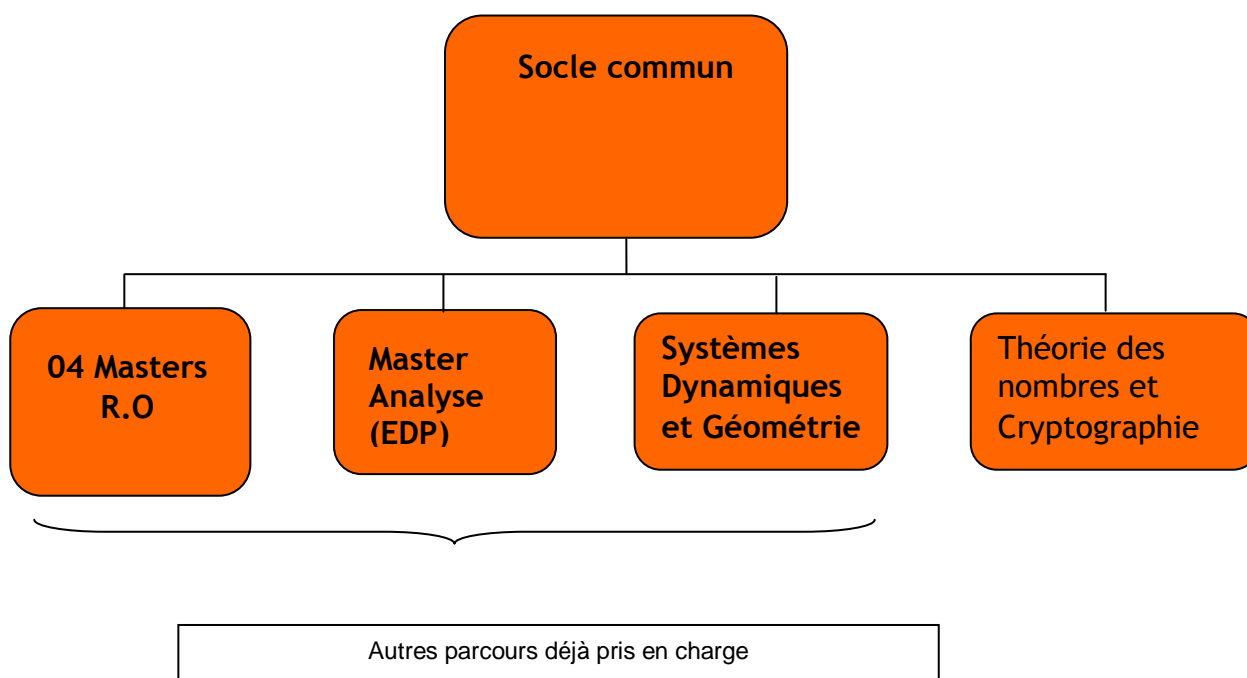 Socle commun
04 Masters
R.O
Master
Analyse
(EDP)
Systèmes
Dynamiques
et Géométrie
Théorie des
nombres et
Cryptographie
Autres parcours déjà pris en charge